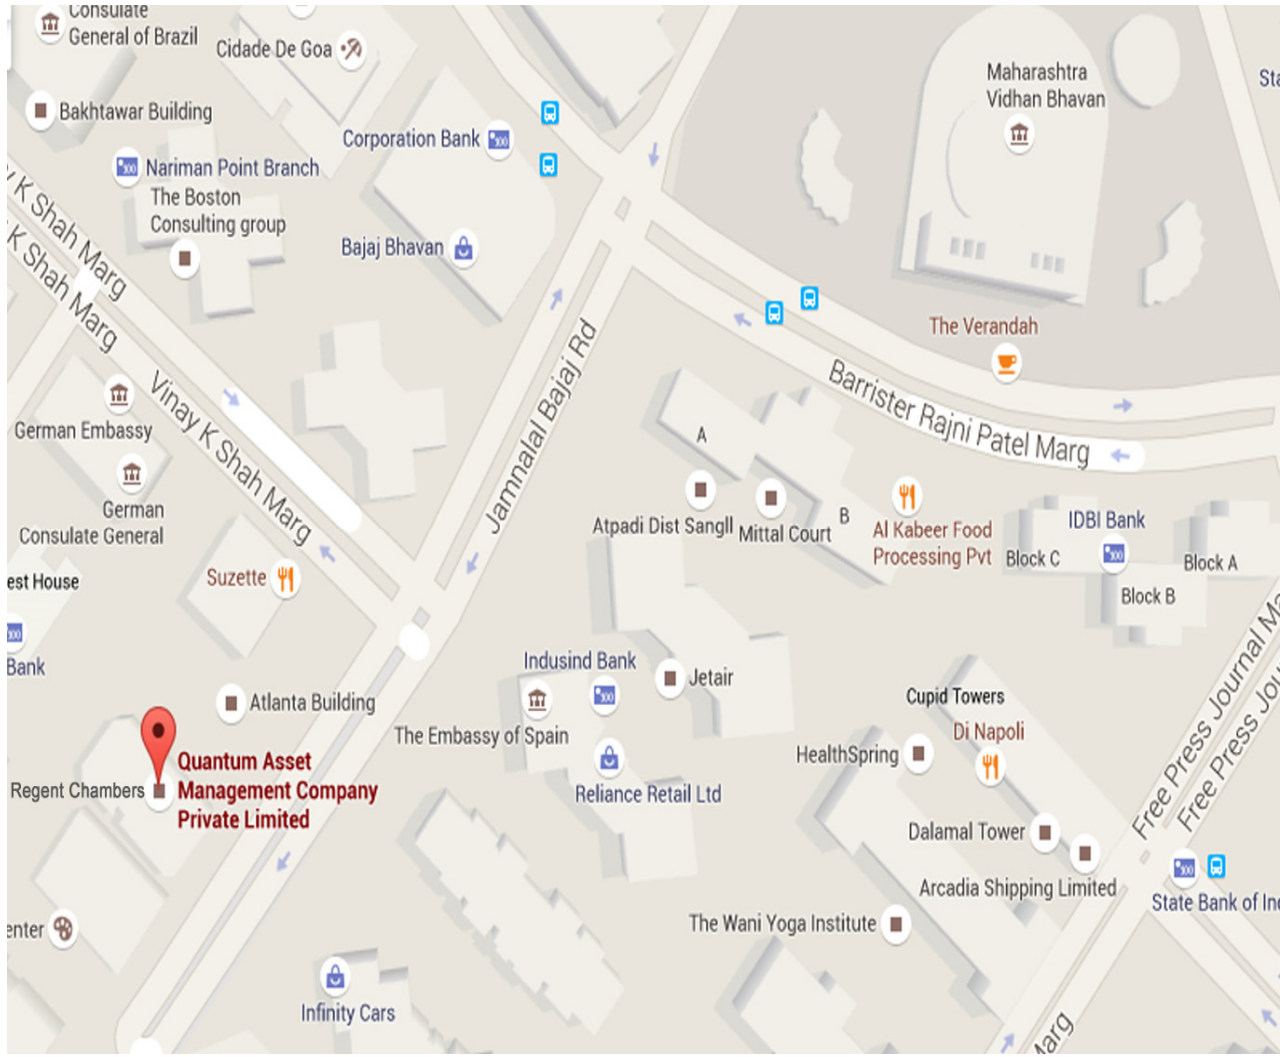 Consulate
General of Brazil
Cidade De Goa
Bakhtawar Building
Corporation Bank
Nariman Point Branch
The Boston
Consulting group
Bajaj Bhavan
Maharashtra
Vidhan Bhavan
K Shah Marg
K Shah Marg
Vinay K Shah Marg
Jamnalal Bajaj Rd
The Verandah
Barrister Rajni Patel Marg
German Embassy
German
Consulate General
A
Atpadi Dist Sangll
Mittal Court
B
Al Kabeer Food
Processing Pvt
IDBI Bank
Block C
Block A
Block B
Suzette
House
Bank
Atlanta Building
Indusind Bank
Jetair
The Embassy of Spain
Reliance Retail Ltd
Cupid Towers
Di Napoli
HealthSpring
Dalamal Tower
Arcadia Shipping Limited
Free Press Journal
Free Press
Quantum Asset
Management Company
Private Limited
Regent Chambers
The Wani Yoga Institute
State Bank of
Infinity Cars
Marg